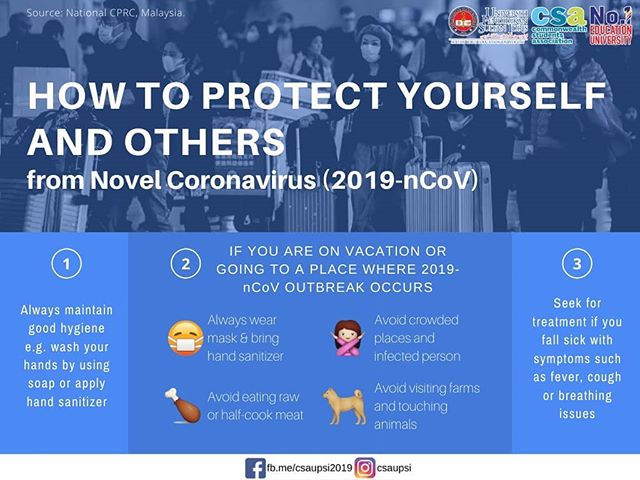 Source: National CPRC, Malaysia.
UNIVERSITI
PENDIDIKAN
SULTAN IDRIS
csa
commonwealth
students
association
No.1
EDUCATION
UNIVERSITY
HOW TO PROTECT YOURSELF
AND OTHERS
from Novel Coronavirus (2019-nCoV)
1
Always maintain
good hygiene
e.g. wash your
hands by using
soap or apply
hand sanitizer
2
IF YOU ARE ON VACATION OR
GOING TO A PLACE WHERE 2019-
nCoV OUTBREAK OCCURS
Always wear
mask & bring
hand sanitizer
Avoid crowded
places and
infected person
Avoid eating raw
or half-cook meat
Avoid visiting farms
and touching
animals
3
Seek for
treatment if you
fall sick with
symptoms such
as fever, cough
or breathing
issues
fb.me/csaupsi2019
csaupsi